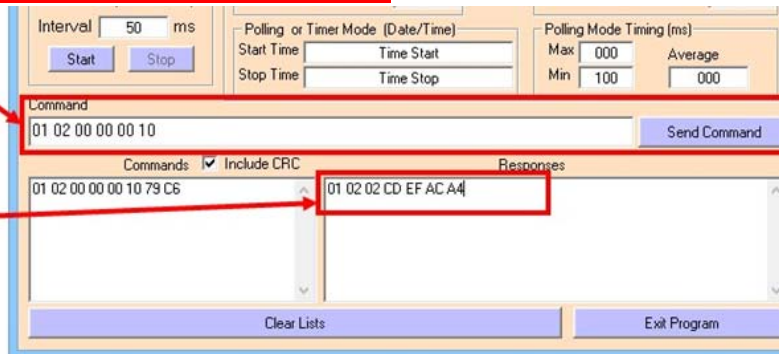 Interval 50 ms
Start Stop
Polling or Timer Mode (Date/Time)
Start Time Time Start
Stop Time Time Stop
Polling Mode Timing (ms)
Max 000 Average
Min 100 000
Command
01 02 00 00 00 10 Send Command
Commands Include CRC Responses
01 02 00 00 00 10 79 C6 01 02 02 CD EF AC A4
Clear Lists Exit Program